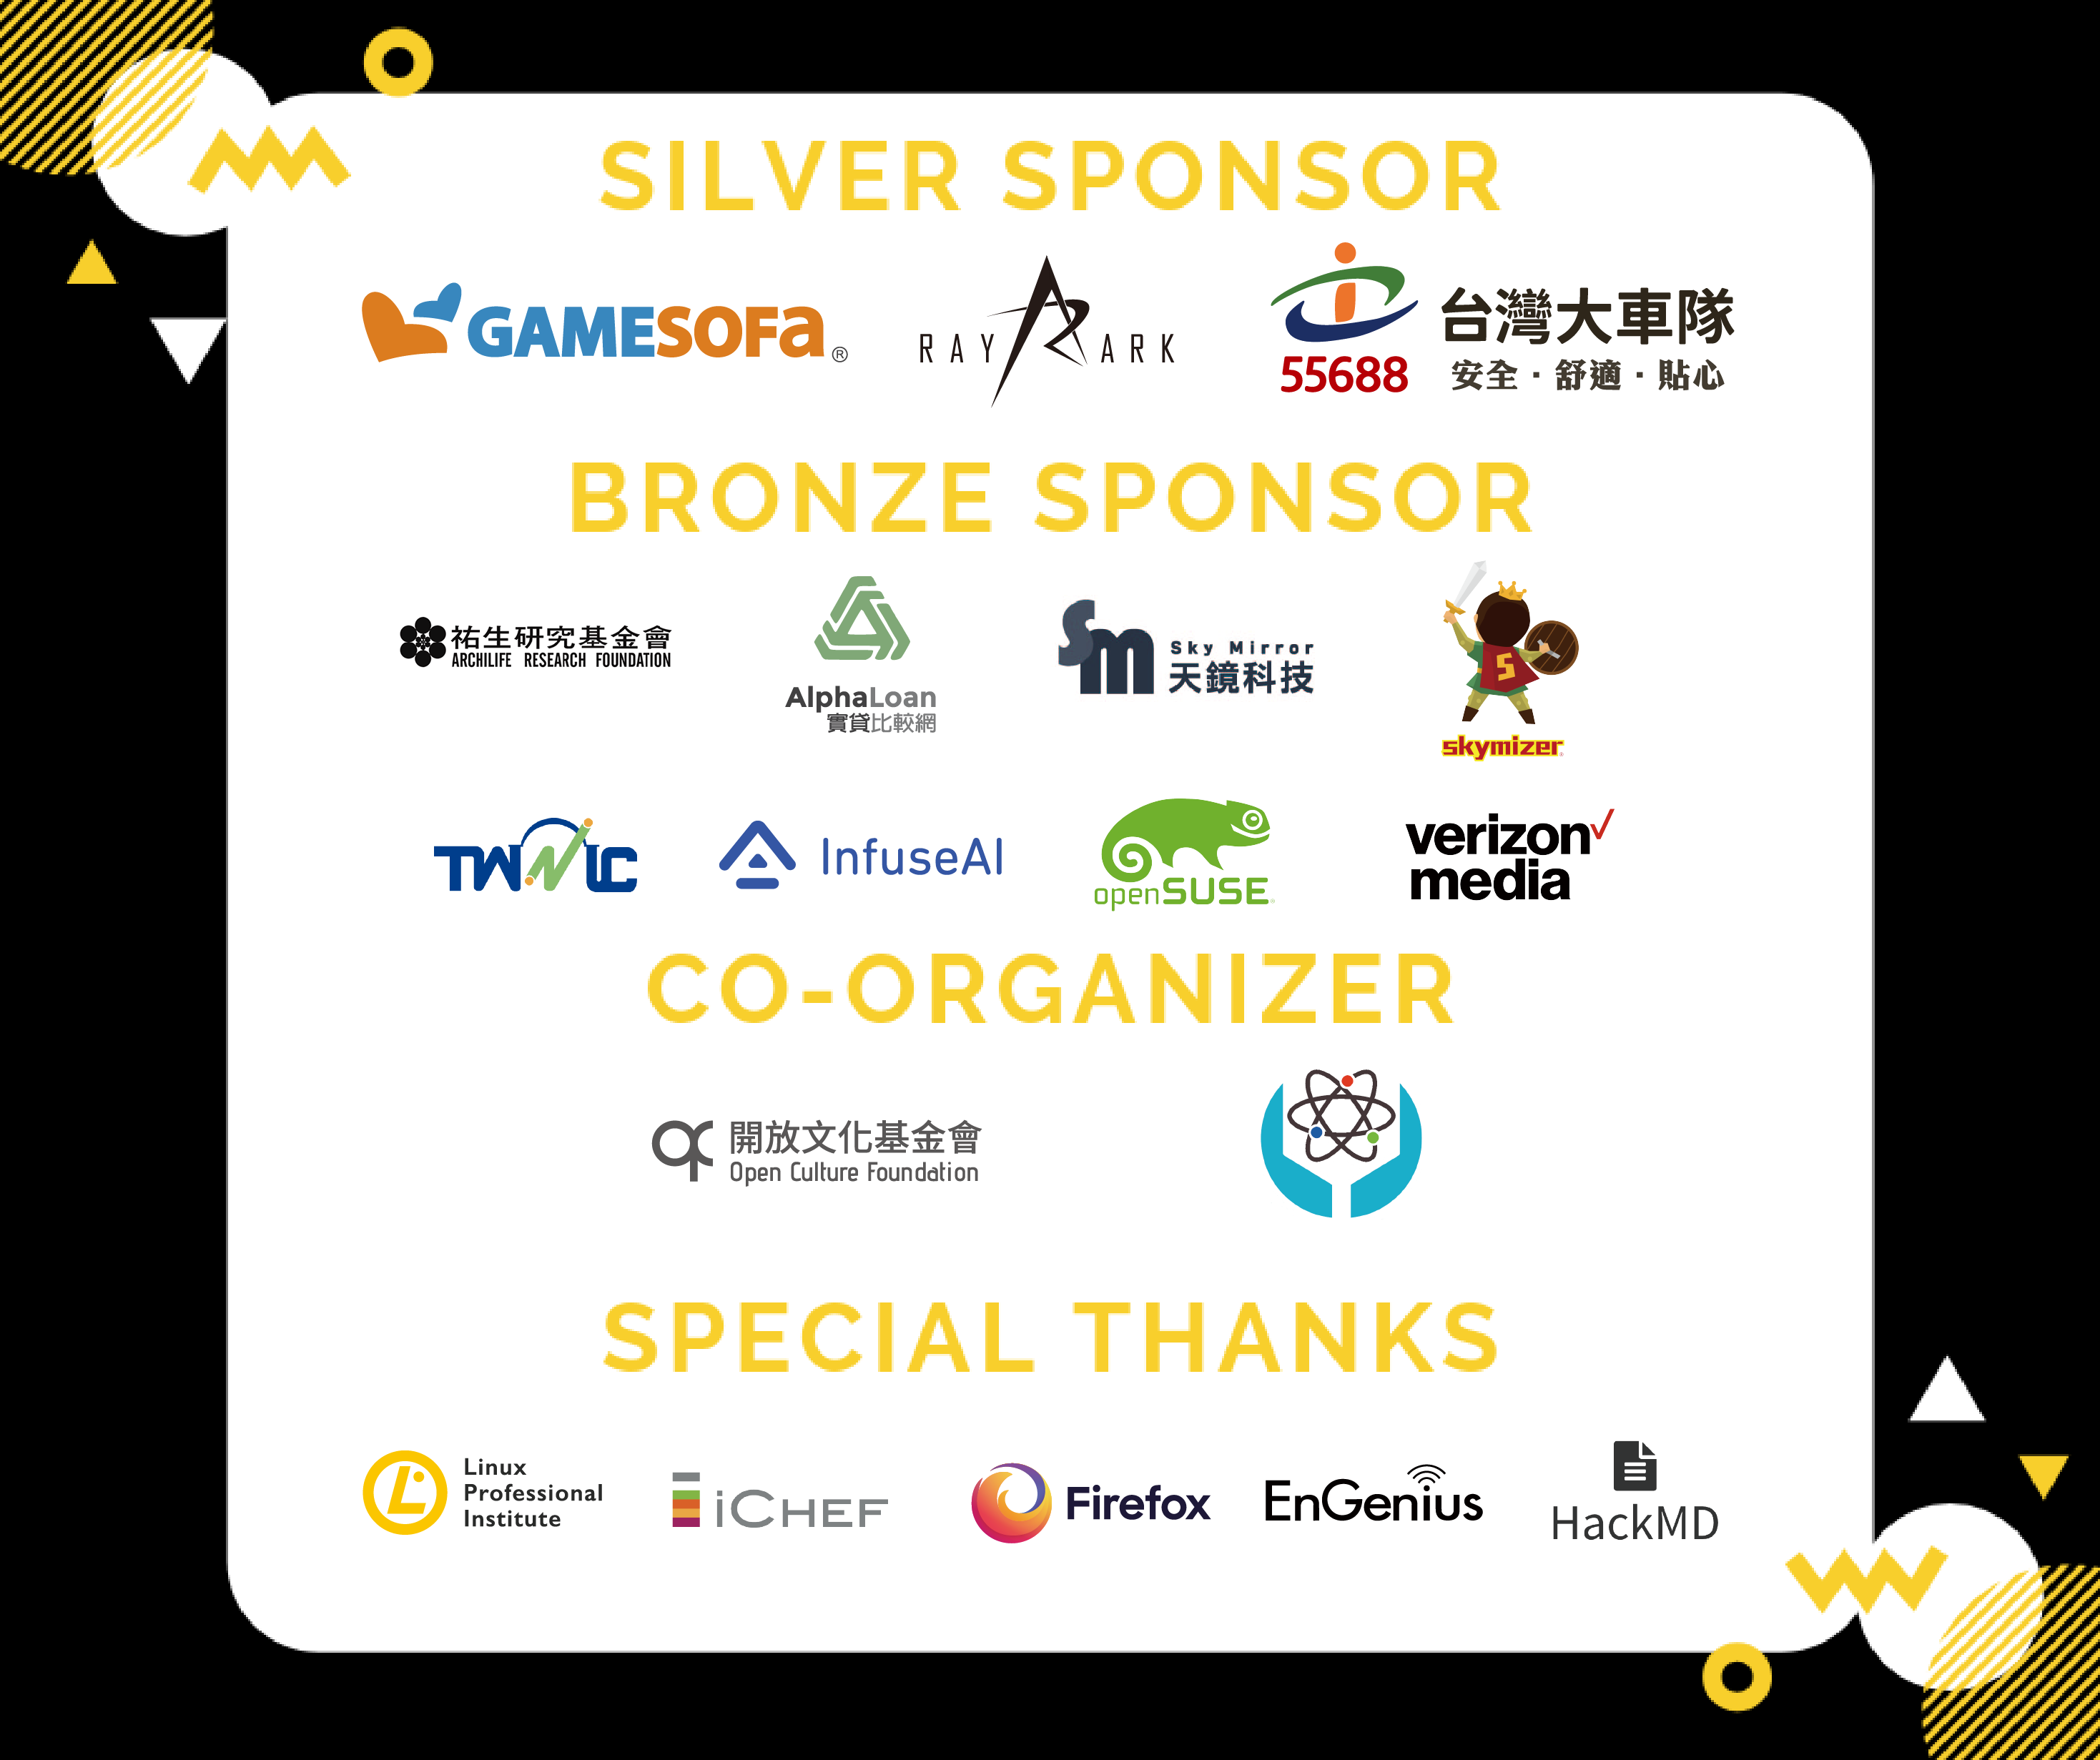 SILVER SPONSOR
GAMESOFa®
RAY ARK
55688
台灣大車隊
安全·舒適·貼心
BRONZE SPONSOR
祐生研究基金會
ARCHILIFE RESEARCH FOUNDATION
AlphaLoan
實貸比較網
SM
Sky Mirror
天鏡科技
S
skymizer
TWNIC
InfuseAI
openSUSE
verizon✓
media
CO-ORGANIZER
開放文化基金會
Open Culture Foundation
SPECIAL THANKS
Linux
Professional
Institute
iCHEF
Firefox
EnGenius
HackMD